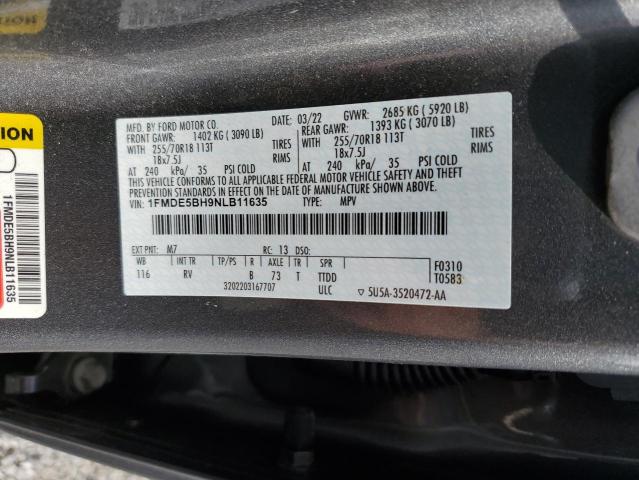 MFD. BY FORD MOTOR CO.
03/22
GVWR: 2685 KG ( 5920 LB)
FRONT GAWR: 1402 KG ( 3090 LB)
REAR GAWR: 1393 KG ( 3070 LB)
WITH 255/70R18 113T TIRES
WITH 255/70R18 113T TIRES
18x7.5J RIMS
18x7.5J RIMS
AT 240 kPa/ 35 PSI COLD
AT 240 kPa/ 35 PSI COLD
THIS VEHICLE CONFORMS TO ALL APPLICABLE FEDERAL MOTOR VEHICLE SAFETY AND THEFT
PREVENTION STANDARDS IN EFFECT ON THE DATE OF MANUFACTURE SHOWN ABOVE.
VIN: 1FMDE5BH9NLB11635 TYPE: MPV
EXT PNT: M7 RC: 13 DSO:
WB INT TR TP/PS R AXLE TR SPR
116 RV B 73 T TTDD
F0310
T0583
3202203167707 ULC
▽ 5U5A-3520472-AA
1FMDE5BH9NLB11635